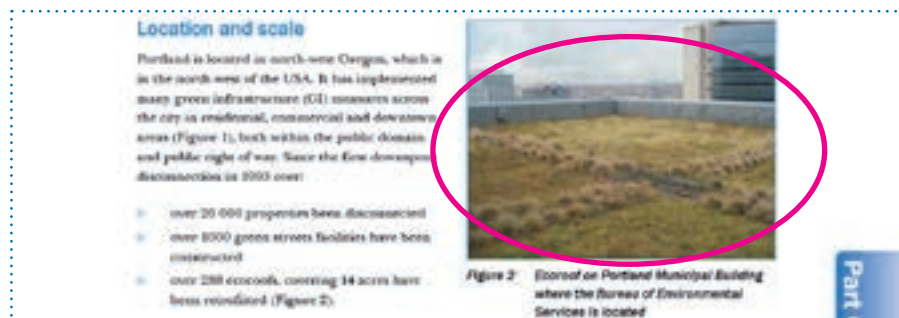 Location and scale
Portland is located in north-west Oregon, which is
in the north west of the USA. It has implemented
many green infrastructure (GI) measures across
the city in residential, commercial and downtown
areas (Figure 1), both within the public domain
and public right of way. Since the first downspout
disconnection in 1993 over:
over 20 000 properties been disconnected
over 1000 green streets facilities have been
constructed
over 288 ecoroofs, covering 14 acres have
been retrofitted (Figure 2).
Figure 2 Ecoroof on Portland Municipal Building
where the Bureau of Environmental
Services is located
Part